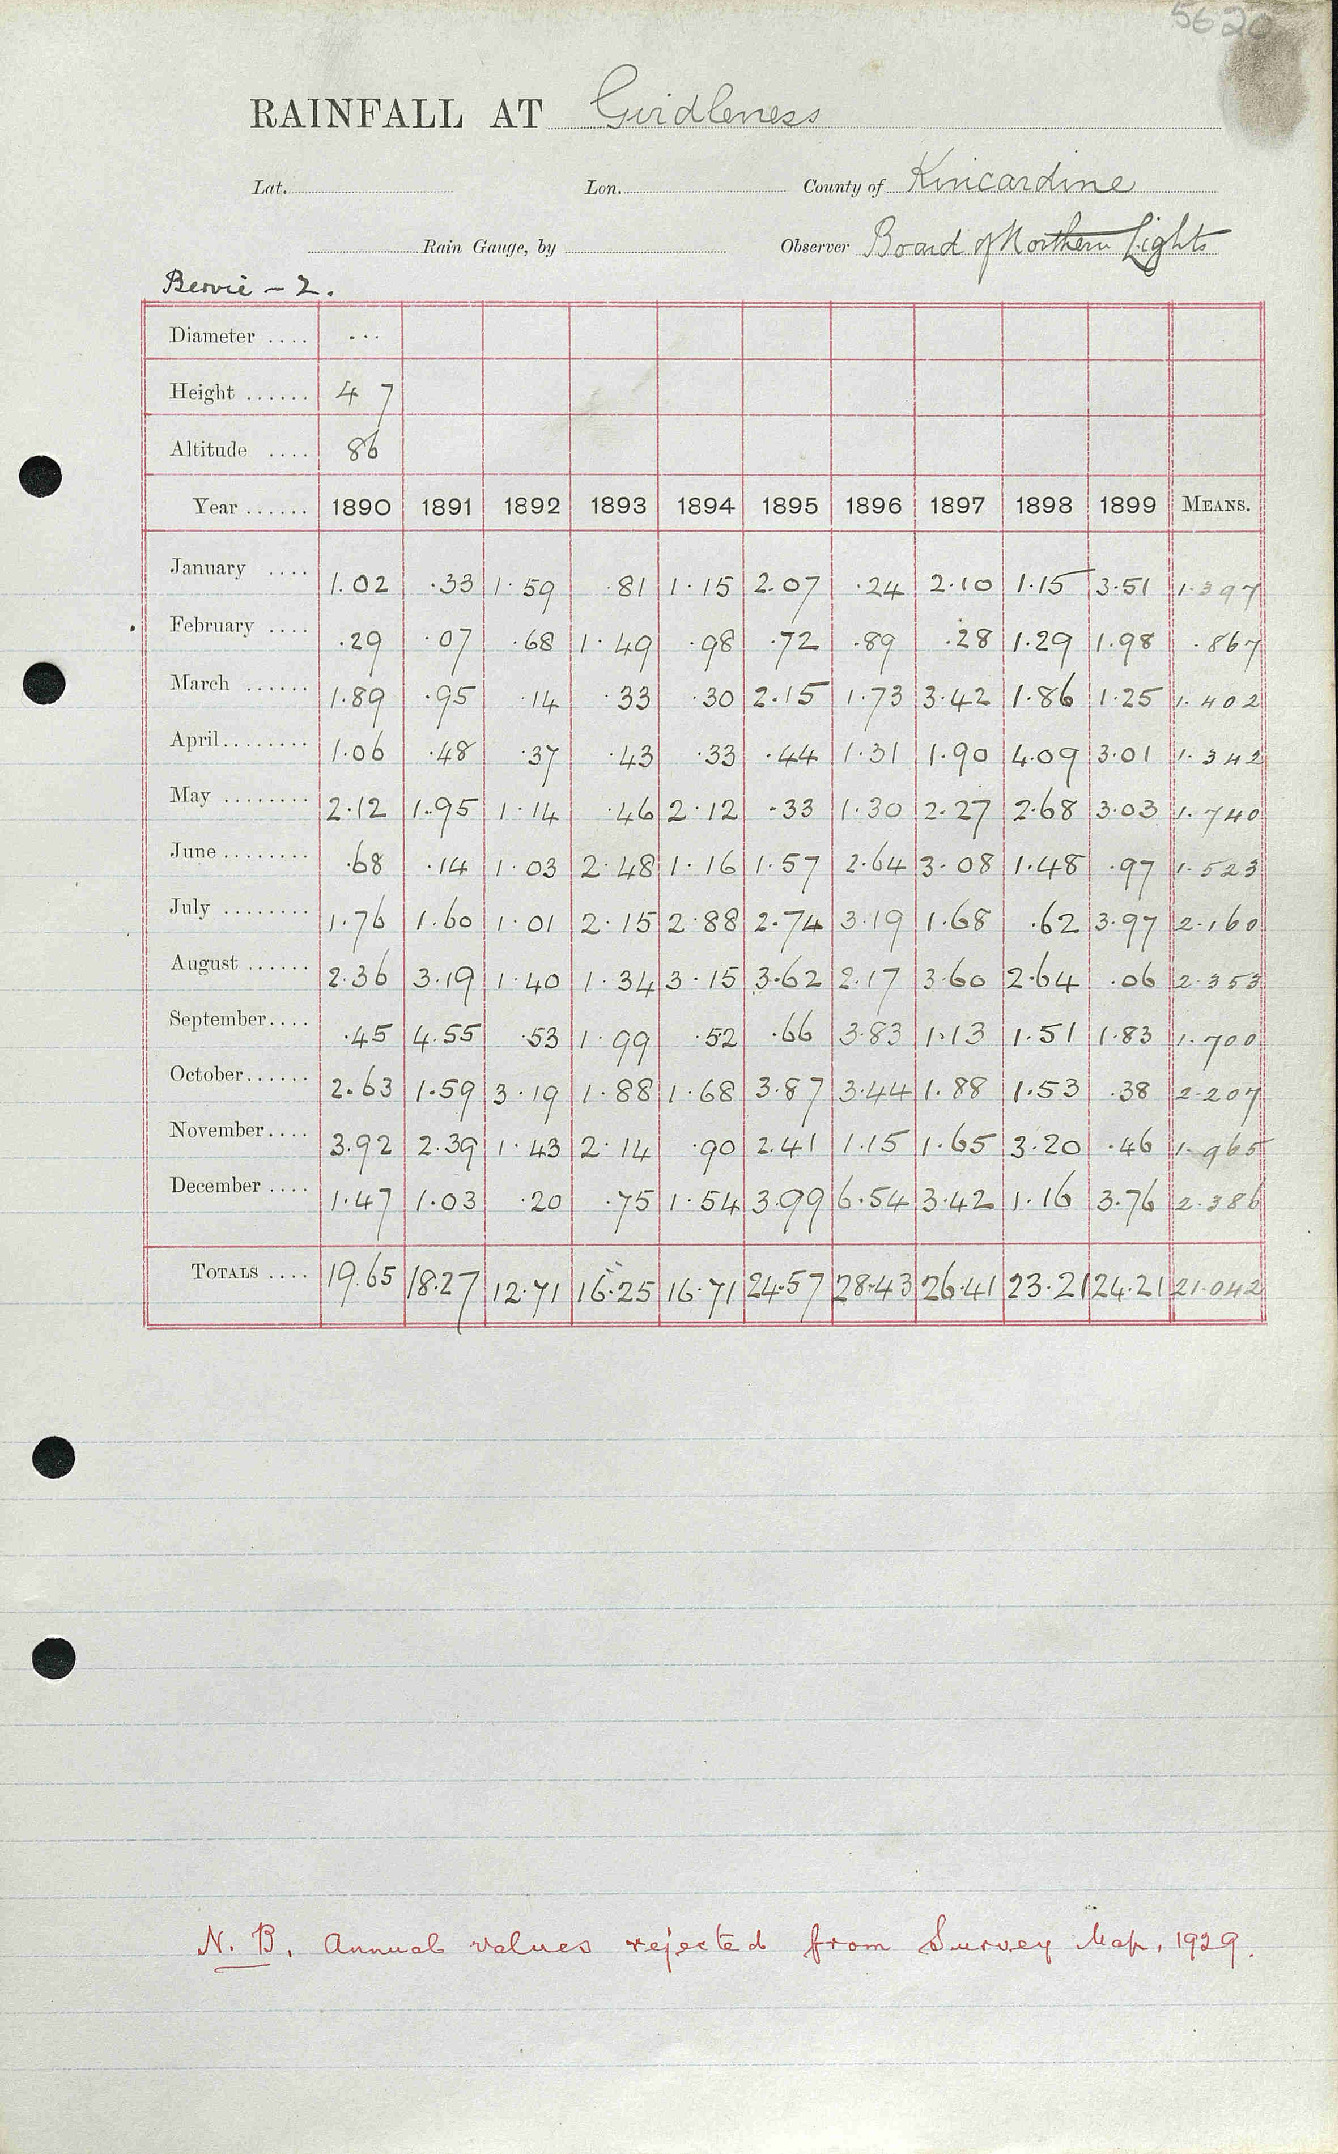 5620
RAINFALL AT Girdleness
Lat. Lon. County of Kincardine
Rain Gauge, by Observer Board of Northern Lights
Bervie - 2.
Diameter .... ...
Height ...... 4 7
Altitude .... 86
Year ...... 1890 1891 1892 1893 1894 1895 1896 1897 1898 1899 MEANS.
January .... 1.02 .33 1.59 .81 1.15 2.07 .24 2.10 1.15 3.51 1.397
February .... .29 .07 .68 1.49 .98 .72 .89 .28 1.29 1.98 .867
March ...... 1.89 .95 .14 .33 .30 2.15 1.73 3.42 1.86 1.25 1.402
April........ 1.06 .48 .37 .43 .33 .44 1.31 1.90 4.09 3.01 1.342
May ........ 2.12 1.95 1.14 .46 2.12 .33 1.30 2.27 2.68 3.03 1.740
June ........ .68 .14 1.03 2.48 1.16 1.57 2.64 3.08 1.48 .97 1.523
July ........ 1.76 1.60 1.01 2.15 2.88 2.74 3.19 1.68 .62 3.97 2.160
August ...... 2.36 3.19 1.40 1.34 3.15 3.62 2.17 3.60 2.64 .06 2.353
September.... .45 4.55 .53 1.99 .52 .66 3.83 1.13 1.51 1.83 1.700
October...... 2.63 1.59 3.19 1.88 1.68 3.87 3.44 1.88 1.53 .38 2.207
November.... 3.92 2.39 1.43 2.14 .90 2.41 1.15 1.65 3.20 .46 1.965
December .... 1.47 1.03 .20 .75 1.54 3.99 6.54 3.42 1.16 3.76 2.386
TOTALS .... 19.65 18.27 12.71 16.25 16.71 24.57 28.43 26.41 23.21 24.21 21.042
N. B. Annual values rejected from Survey Map, 1929.